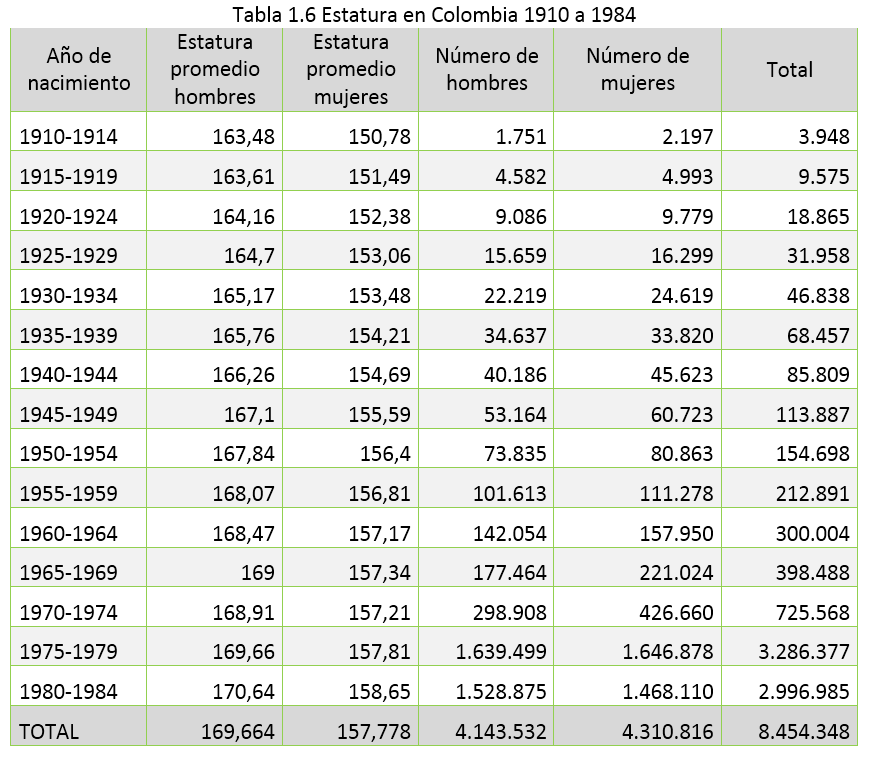 Tabla 1.6 Estatura en Colombia 1910 a 1984
Año de nacimiento Estatura promedio hombres Estatura promedio mujeres Número de hombres Número de mujeres Total
1910-1914 163,48 150,78 1.751 2.197 3.948
1915-1919 163,61 151,49 4.582 4.993 9.575
1920-1924 164,16 152,38 9.086 9.779 18.865
1925-1929 164,7 153,06 15.659 16.299 31.958
1930-1934 165,17 153,48 22.219 24.619 46.838
1935-1939 165,76 154,21 34.637 33.820 68.457
1940-1944 166,26 154,69 40.186 45.623 85.809
1945-1949 167,1 155,59 53.164 60.723 113.887
1950-1954 167,84 156,4 73.835 80.863 154.698
1955-1959 168,07 156,81 101.613 111.278 212.891
1960-1964 168,47 157,17 142.054 157.950 300.004
1965-1969 169 157,34 177.464 221.024 398.488
1970-1974 168,91 157,21 298.908 426.660 725.568
1975-1979 169,66 157,81 1.639.499 1.646.878 3.286.377
1980-1984 170,64 158,65 1.528.875 1.468.110 2.996.985
TOTAL 169,664 157,778 4.143.532 4.310.816 8.454.348